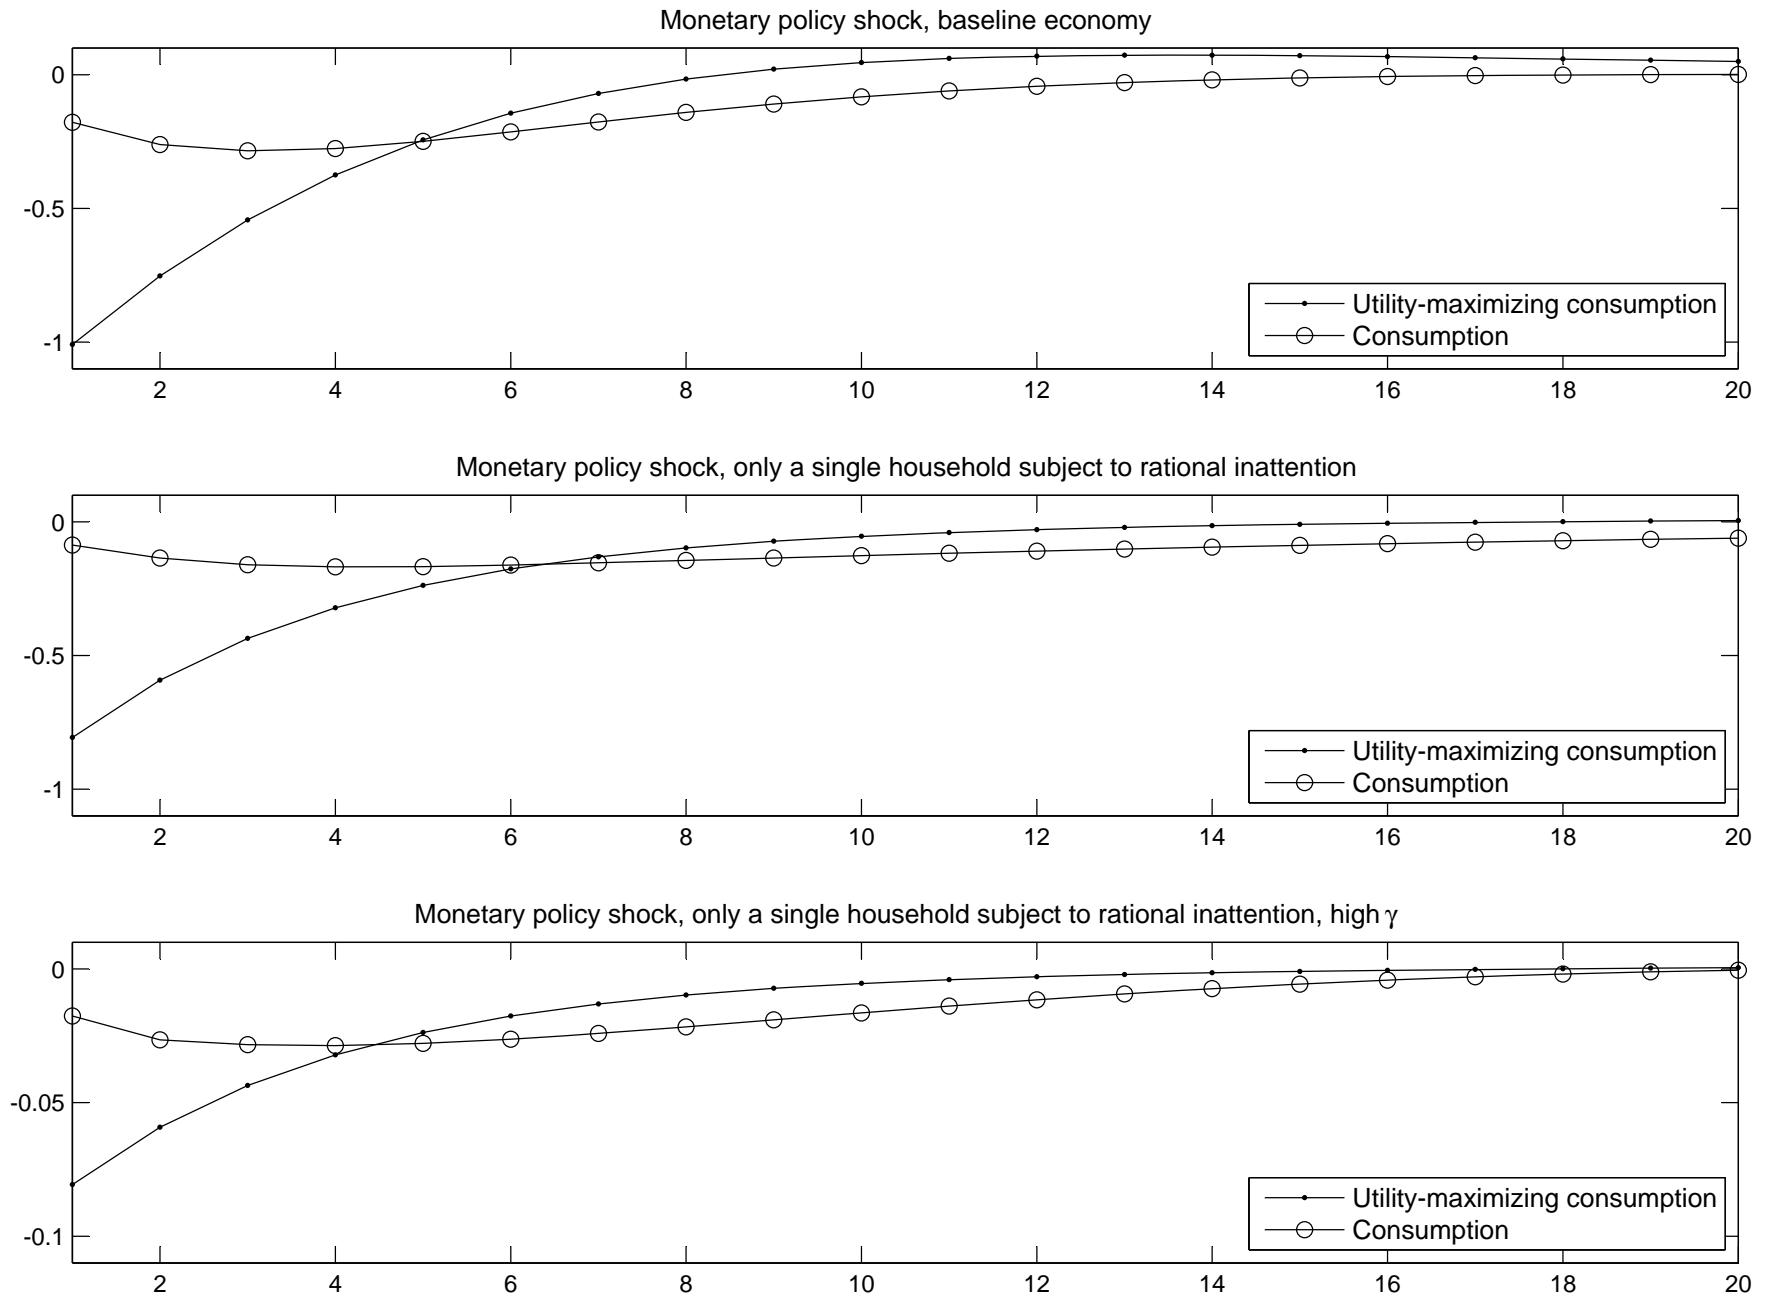 Monetary policy shock, baseline economy
0
-0.5
-1
Utility-maximizing consumption
Consumption
2 4 6 8 10 12 14 16 18 20
Monetary policy shock, only a single household subject to rational inattention
0
-0.5
-1
Utility-maximizing consumption
Consumption
2 4 6 8 10 12 14 16 18 20
Monetary policy shock, only a single household subject to rational inattention, high γ
0
-0.05
-0.1
Utility-maximizing consumption
Consumption
2 4 6 8 10 12 14 16 18 20